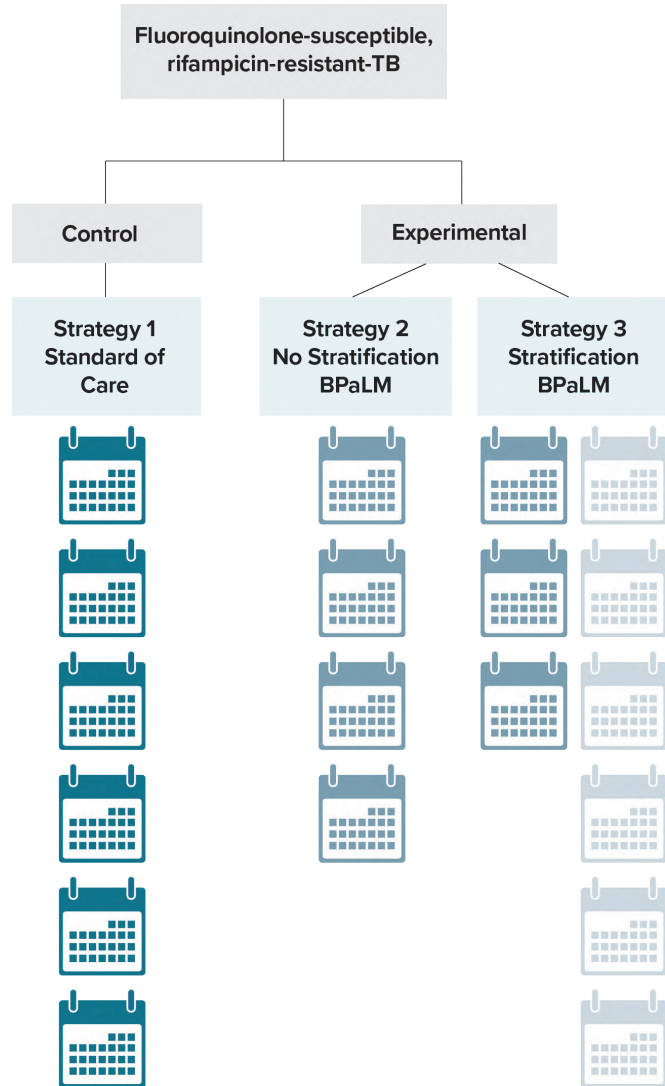 Fluoroquinolone-susceptible,
rifampicin-resistant-TB
Control
Experimental
Strategy 1
Standard of
Care
Strategy 2
No Stratification
BPaLM
Strategy 3
Stratification
BPaLM